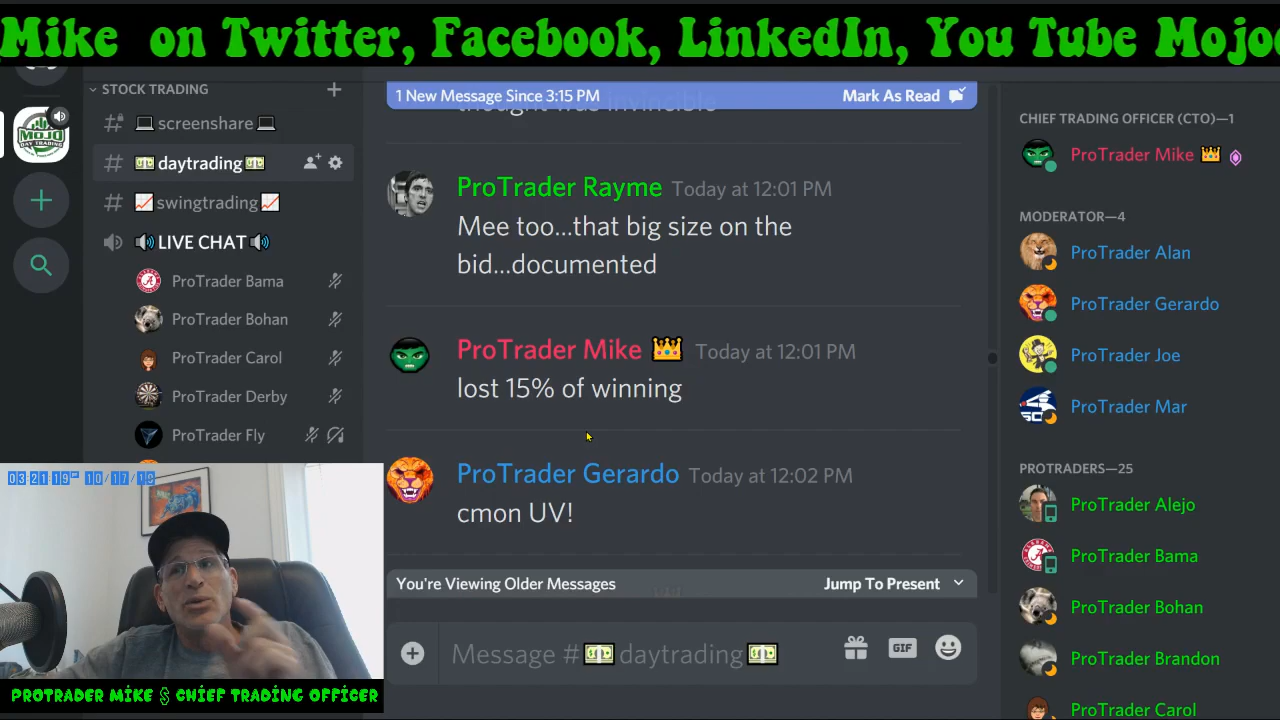 Mike on Twitter, Facebook, LinkedIn, You Tube Mojo
STOCK TRADING
screenshare
daytrading
swingtrading
LIVE CHAT
ProTrader Bama
ProTrader Bohan
ProTrader Carol
ProTrader Derby
ProTrader Fly
MOJO
DAY TRADING
1 New Message Since 3:15 PM
Mark As Read
thought was invincible
ProTrader Rayme Today at 12:01 PM
Mee too...that big size on the
bid...documented
ProTrader Mike Today at 12:01 PM
lost 15% of winning
ProTrader Gerardo Today at 12:02 PM
cmon UV!
You're Viewing Older Messages
Jump To Present
Message # daytrading
GIF
CHIEF TRADING OFFICER (CTO)—1
ProTrader Mike
MODERATOR—4
ProTrader Alan
ProTrader Gerardo
ProTrader Joe
ProTrader Mar
PROTRADERS—25
ProTrader Alejo
ProTrader Bama
ProTrader Bohan
ProTrader Brandon
ProTrader Carol
PROTRADER MIKE $ CHIEF TRADING OFFICER